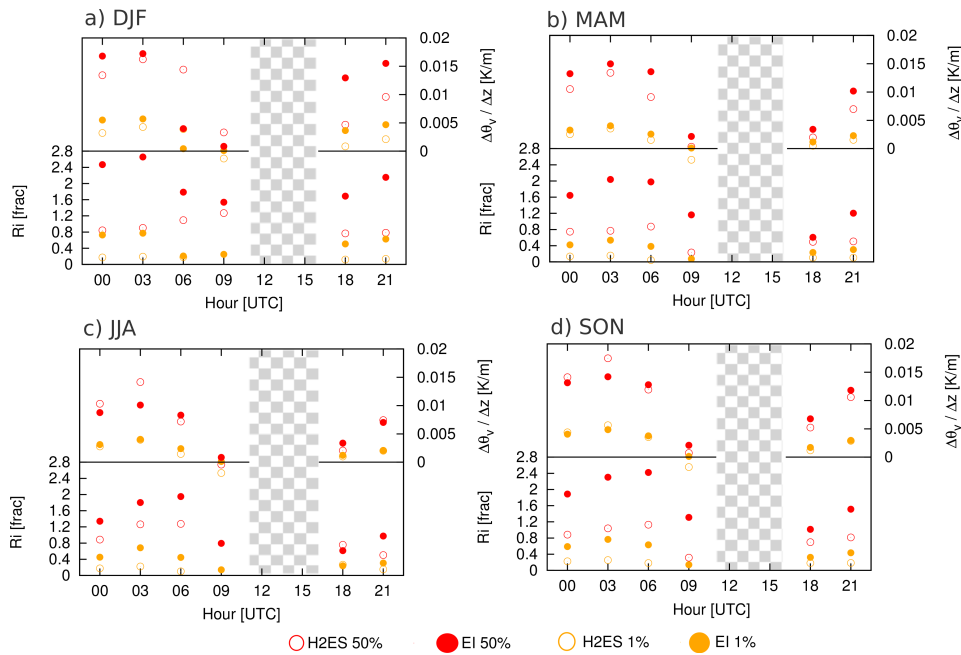 a) DJF
b) MAM
0.02
0.015
0.01
0.005
0
Δθv / Δz [K/m]
2.8
2.4
2
1.6
1.2
0.8
0.4
0
Ri [frac]
00 03 06 09 12 15 18 21
Hour [UTC]
0.02
0.015
0.01
0.005
0
Δθv / Δz [K/m]
2.8
2.4
2
1.6
1.2
0.8
0.4
0
Ri [frac]
00 03 06 09 12 15 18 21
Hour [UTC]
c) JJA
d) SON
0.02
0.015
0.01
0.005
0
Δθv / Δz [K/m]
2.8
2.4
2
1.6
1.2
0.8
0.4
0
Ri [frac]
00 03 06 09 12 15 18 21
Hour [UTC]
0.02
0.015
0.01
0.005
0
Δθv / Δz [K/m]
2.8
2.4
2
1.6
1.2
0.8
0.4
0
Ri [frac]
00 03 06 09 12 15 18 21
Hour [UTC]
H2ES 50% EI 50% H2ES 1% EI 1%